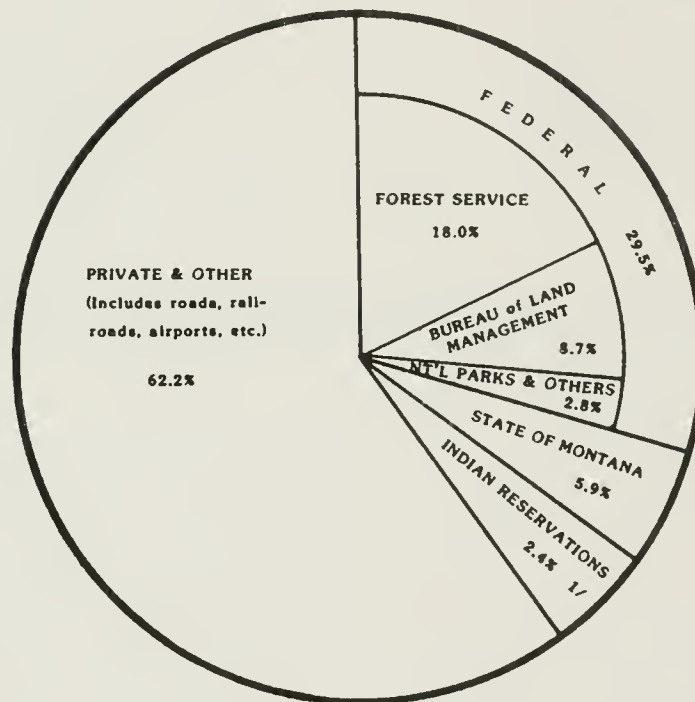 FEDERAL
29.5%
FOREST SERVICE
18.0%
BUREAU of LAND
MANAGEMENT
8.7%
NT'L PARKS & OTHERS
2.8%
STATE OF MONTANA
5.9%
INDIAN RESERVATIONS
2.4% 1/
PRIVATE & OTHER
(Includes roads, rail-
roads, airports, etc.)
62.2%